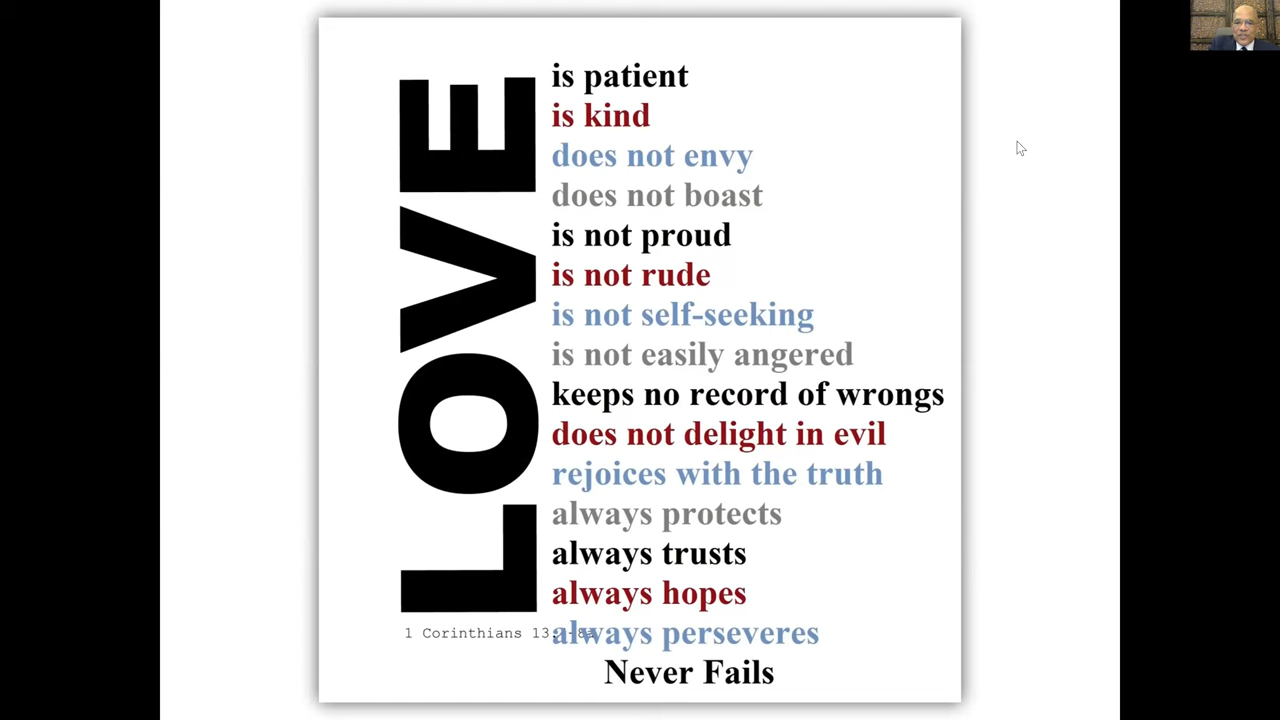 LOVE
is patient
is kind
does not envy
does not boast
is not proud
is not rude
is not self-seeking
is not easily angered
keeps no record of wrongs
does not delight in evil
rejoices with the truth
always protects
always trusts
always hopes
always perseveres
1 Corinthians
Never Fails